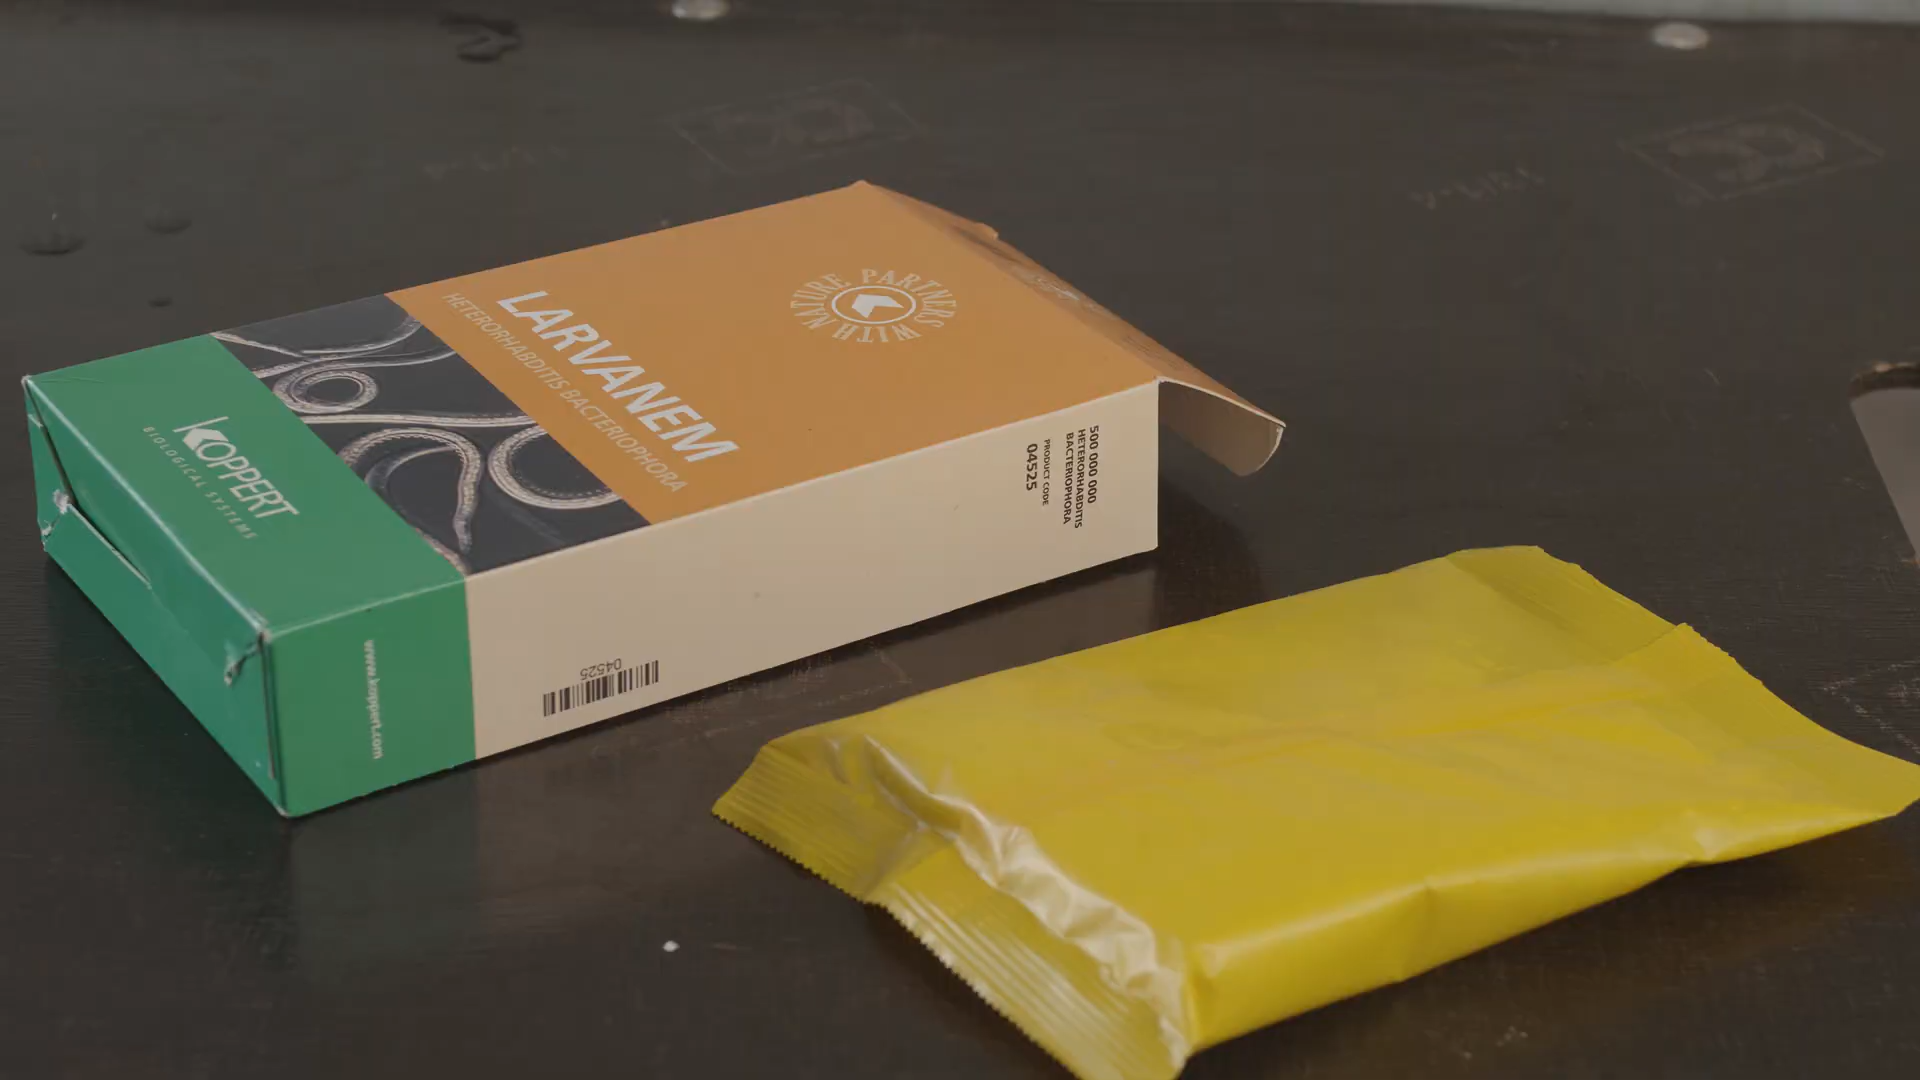 KOPPERT
BIOLOGICAL SYSTEMS
LARVANEM
HETERORHABDITIS BACTERIOPHORA
PARTNERS WITH NATURE
500 000 000
HETERORHABDITIS
BACTERIOPHORA
PRODUCT CODE
04525
04525
www.koppert.com